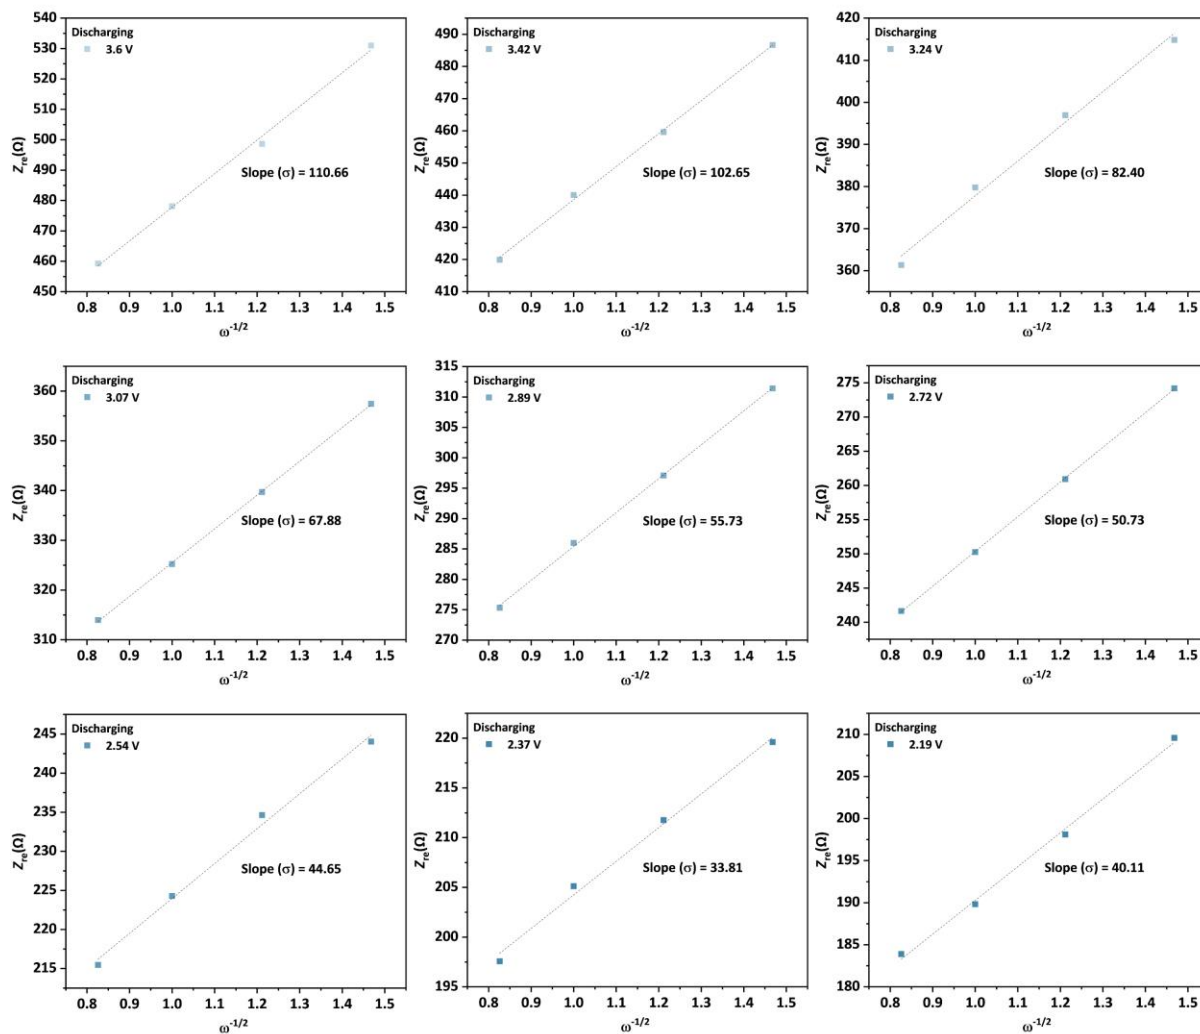 Discharging
3.6 V
540
530
520
510
500
490
480
470
460
450
Zre(Ω)
Slope (σ) = 110.66
0.8 0.9 1.0 1.1 1.2 1.3 1.4 1.5
ω-1/2
Discharging
3.42 V
490
480
470
460
450
440
430
420
410
Zre(Ω)
Slope (σ) = 102.65
0.8 0.9 1.0 1.1 1.2 1.3 1.4 1.5
ω-1/2
Discharging
3.24 V
420
400
380
360
Zre(Ω)
Slope (σ) = 82.40
0.8 0.9 1.0 1.1 1.2 1.3 1.4 1.5
ω-1/2
Discharging
3.07 V
360
350
340
330
320
310
Zre(Ω)
Slope (σ) = 67.88
0.8 0.9 1.0 1.1 1.2 1.3 1.4 1.5
ω-1/2
Discharging
2.89 V
315
310
305
300
295
290
285
280
275
270
Zre(Ω)
Slope (σ) = 55.73
0.8 0.9 1.0 1.1 1.2 1.3 1.4 1.5
ω-1/2
Discharging
2.72 V
275
270
265
260
255
250
245
240
Zre(Ω)
Slope (σ) = 50.73
0.8 0.9 1.0 1.1 1.2 1.3 1.4 1.5
ω-1/2
Discharging
2.54 V
245
240
235
230
225
220
215
Zre(Ω)
Slope (σ) = 44.65
0.8 0.9 1.0 1.1 1.2 1.3 1.4 1.5
ω-1/2
Discharging
2.37 V
220
215
210
205
200
195
Zre(Ω)
Slope (σ) = 33.81
0.8 0.9 1.0 1.1 1.2 1.3 1.4 1.5
ω-1/2
Discharging
2.19 V
210
205
200
195
190
185
180
Zre(Ω)
Slope (σ) = 40.11
0.8 0.9 1.0 1.1 1.2 1.3 1.4 1.5
ω-1/2